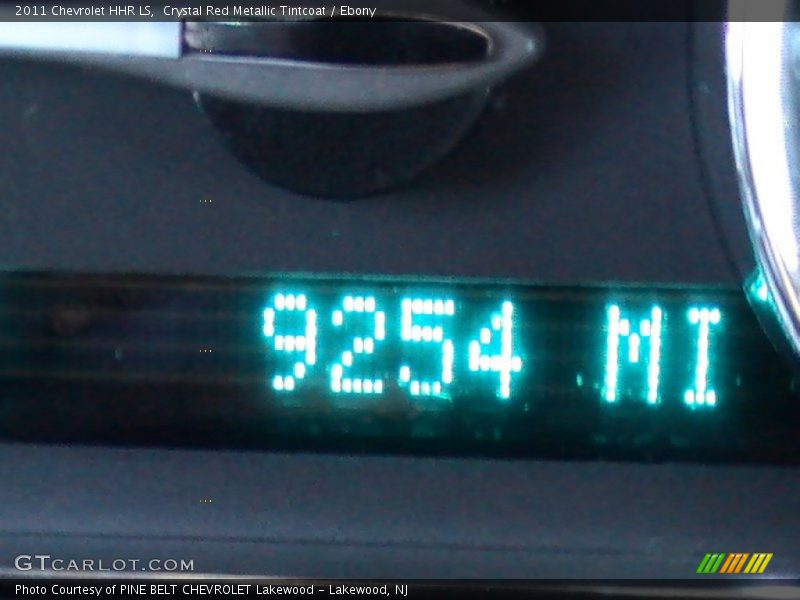 2011 Chevrolet HHR LS,  Crystal Red Metallic Tintcoat / Ebony
9254 MI
GTCARLOT.COM
Photo Courtesy of PINE BELT CHEVROLET Lakewood - Lakewood, NJ